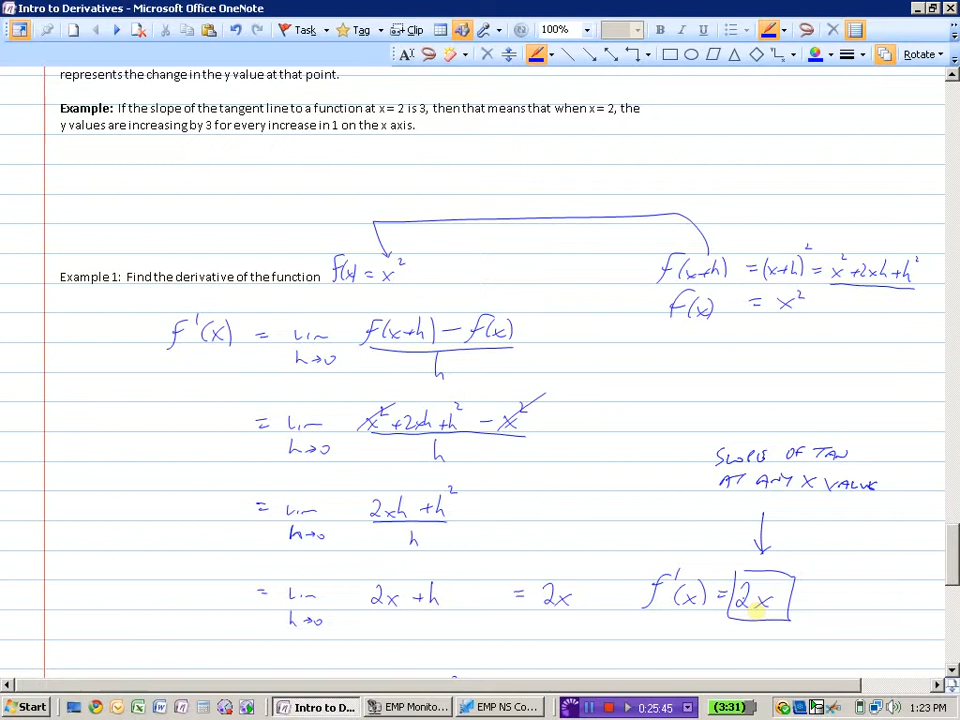 Intro to Derivatives - Microsoft Office OneNote
Task Tag Clip 100% B I U
A Rotate
represents the change in the y value at that point.
Example: If the slope of the tangent line to a function at x = 2 is 3, then that means that when x = 2, the
y values are increasing by 3 for every increase in 1 on the x axis.
Example 1: Find the derivative of the function f(x) = x²
f(x+h) = (x+h)² = x² + 2xh + h²
f(x) = x²
f'(x) = lim f(x+h) - f(x)
h→0 h
= lim x² + 2xh + h² - x²
h→0 h
SLOPE OF TAN
AT ANY X VALUE
= lim 2xh + h²
h→0 h
= lim 2x + h = 2x f'(x) = 2x
h→0
Start Intro to D... EMP Monito... EMP NS Co... 0:25:45 (3:31) 1:23 PM